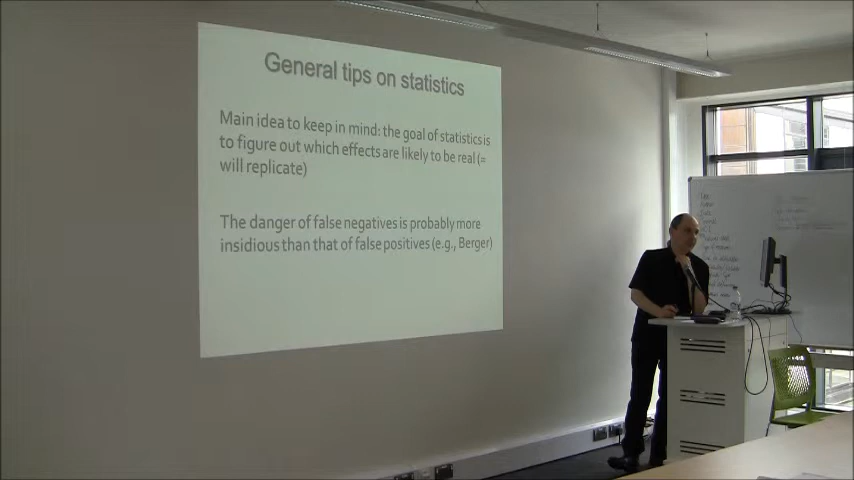 General tips on statistics
Main idea to keep in mind: the goal of statistics is
to figure out which effects are likely to be real (=
will replicate)
The danger of false negatives is probably more
insidious than that of false positives (e.g., Berger)